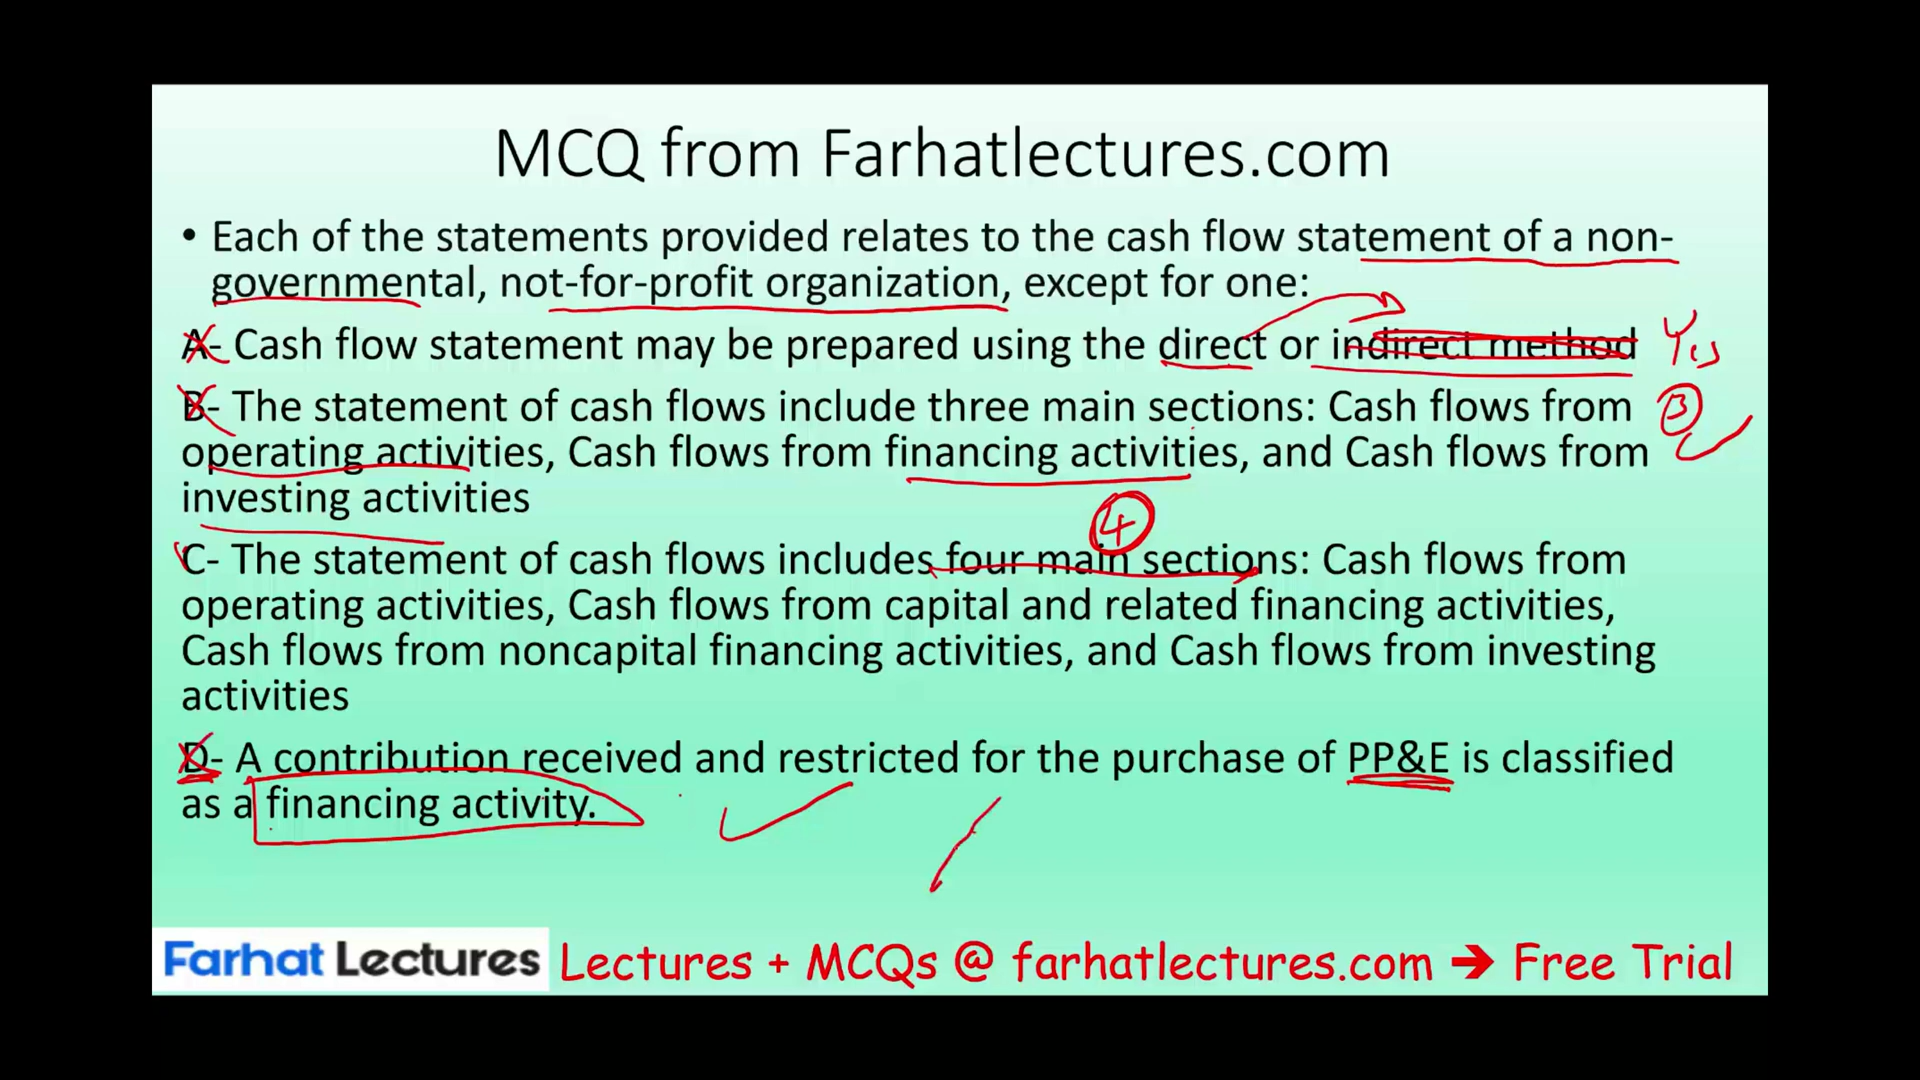 MCQ from Farhatlectures.com
• Each of the statements provided relates to the cash flow statement of a non-
governmental, not-for-profit organization, except for one:
A- Cash flow statement may be prepared using the direct or indirect method Yes
B- The statement of cash flows include three main sections: Cash flows from 3
operating activities, Cash flows from financing activities, and Cash flows from
investing activities
4
C- The statement of cash flows includes four main sections: Cash flows from
operating activities, Cash flows from capital and related financing activities,
Cash flows from noncapital financing activities, and Cash flows from investing
activities
D- A contribution received and restricted for the purchase of PP&E is classified
as a financing activity.
Farhat Lectures Lectures + MCQs @ farhatlectures.com ➔ Free Trial